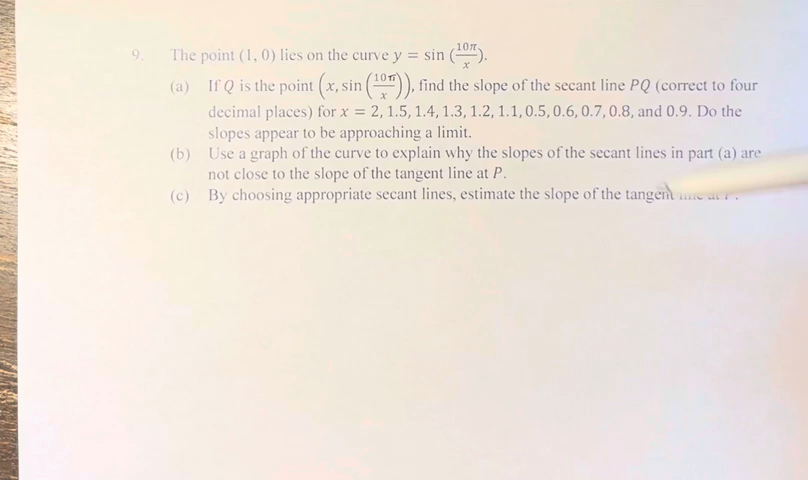 9. The point (1, 0) lies on the curve y = sin (10π/x).
(a) If Q is the point (x, sin (10π/x)), find the slope of the secant line PQ (correct to four
decimal places) for x = 2, 1.5, 1.4, 1.3, 1.2, 1.1, 0.5, 0.6, 0.7, 0.8, and 0.9. Do the
slopes appear to be approaching a limit.
(b) Use a graph of the curve to explain why the slopes of the secant lines in part (a) are
not close to the slope of the tangent line at P.
(c) By choosing appropriate secant lines, estimate the slope of the tangent